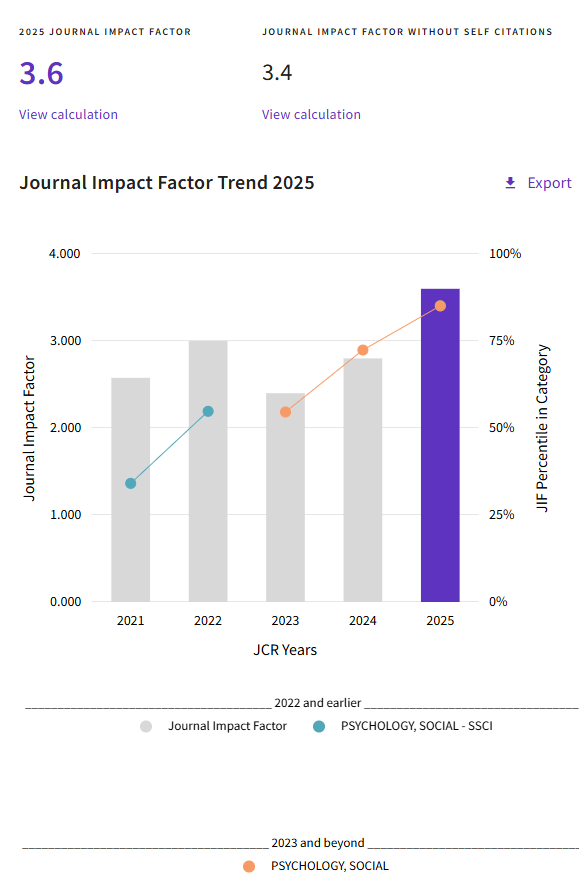 2025 JOURNAL IMPACT FACTOR
JOURNAL IMPACT FACTOR WITHOUT SELF CITATIONS
3.6
3.4
View calculation
View calculation
Journal Impact Factor Trend 2025
Export
4.000
100%
3.000
75%
Journal Impact Factor
JIF Percentile in Category
2.000
50%
1.000
25%
0.000
0%
2021 2022 2023 2024 2025
JCR Years
2022 and earlier
Journal Impact Factor
PSYCHOLOGY, SOCIAL - SSCI
2023 and beyond
PSYCHOLOGY, SOCIAL